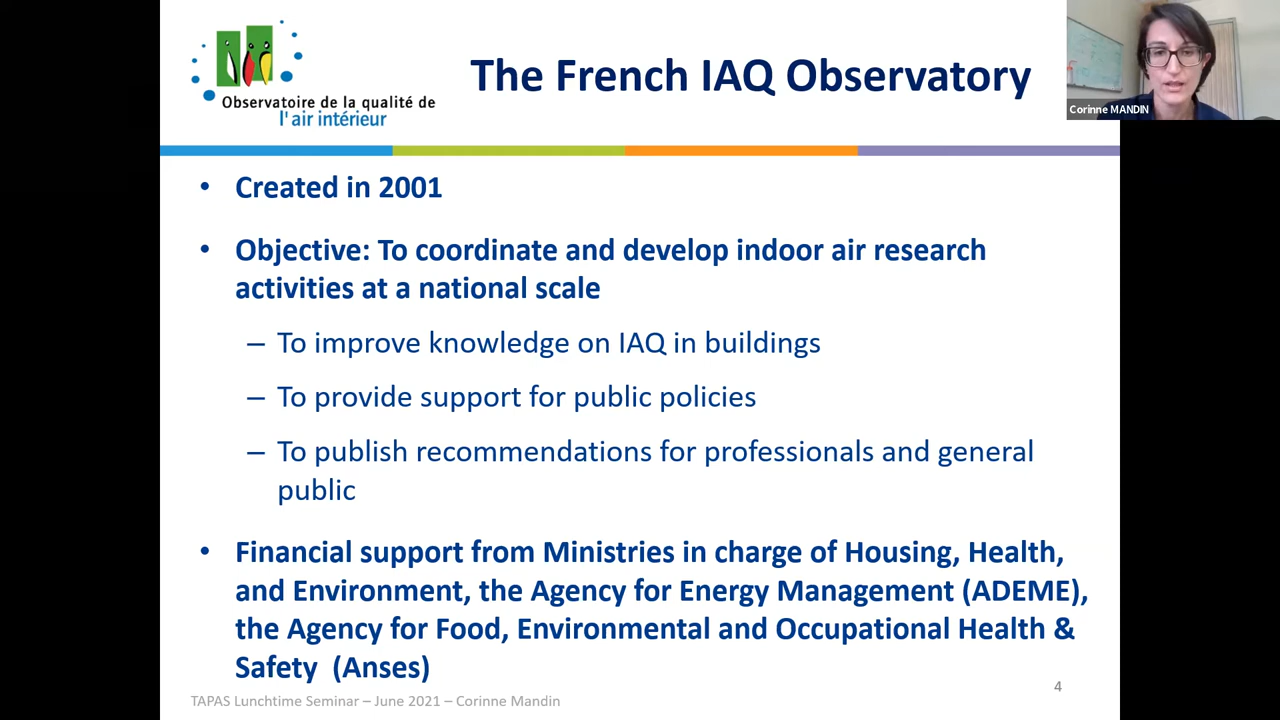 Observatoire de la qualité de
l'air intérieur
The French IAQ Observatory
Corinne MANDIN
• Created in 2001
• Objective: To coordinate and develop indoor air research
activities at a national scale
– To improve knowledge on IAQ in buildings
– To provide support for public policies
– To publish recommendations for professionals and general
public
• Financial support from Ministries in charge of Housing, Health,
and Environment, the Agency for Energy Management (ADEME),
the Agency for Food, Environmental and Occupational Health &
Safety  (Anses)
TAPAS Lunchtime Seminar – June 2021 – Corinne Mandin
4